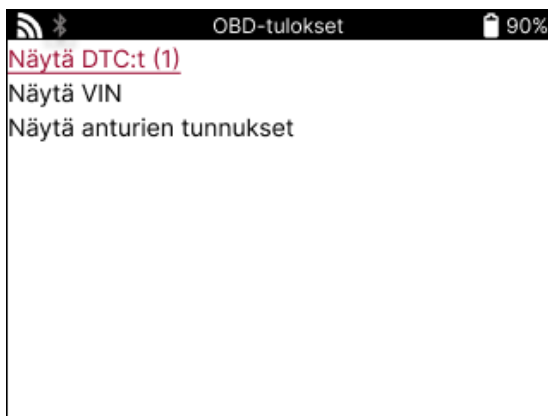 OBD-tulokset 90%
Näytä DTC:t (1)
Näytä VIN
Näytä anturien tunnukset